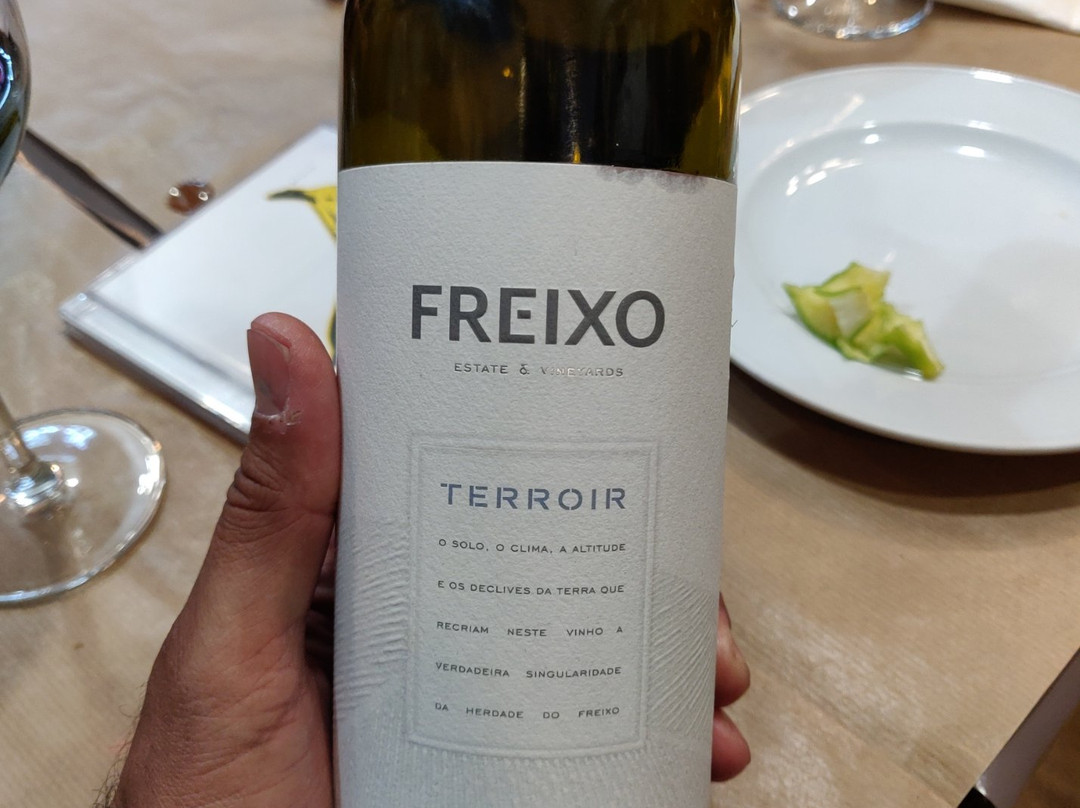 FREIXO
ESTATE & VINEYARDS
TERROIR
O SOLO, O CLIMA, A ALTITUDE
E OS DECLIVES DA TERRA QUE
RECRIAM NESTE VINHO A
VERDADEIRA SINGULARIDADE
DA HERDADE DO FREIXO